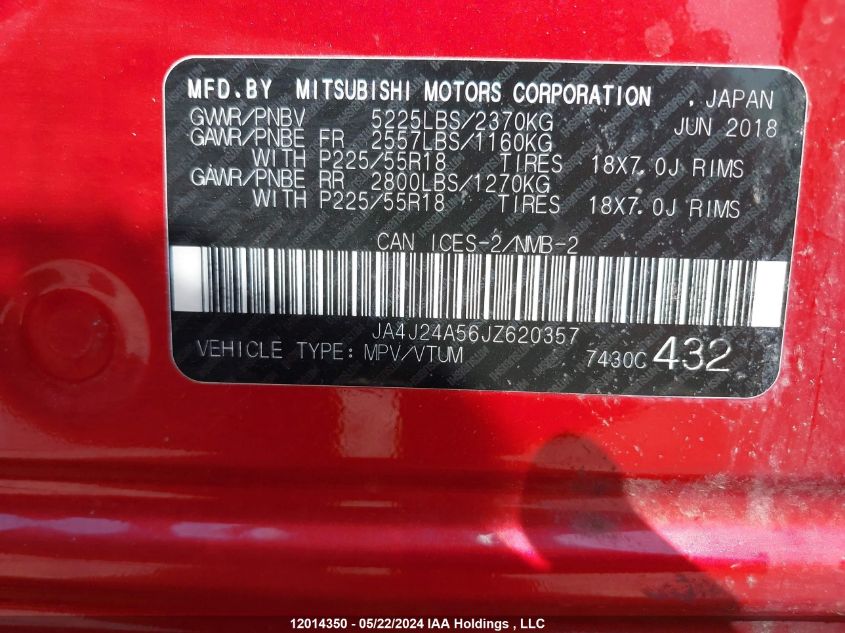 MFD.BY MITSUBISHI MOTORS CORPORATION , JAPAN
GVWR/PNBV 5225LBS/2370KG JUN 2018
GAWR/PNBE FR 2557LBS/1160KG
WITH P225/55R18 TIRES 18X7.0J RIMS
GAWR/PNBE RR 2800LBS/1270KG
WITH P225/55R18 TIRES 18X7.0J RIMS
CAN ICES-2/NMB-2
JA4J24A56JZ620357
VEHICLE TYPE: MPV/VTUM 7430C 432
12014350 - 05/22/2024 IAA Holdings , LLC